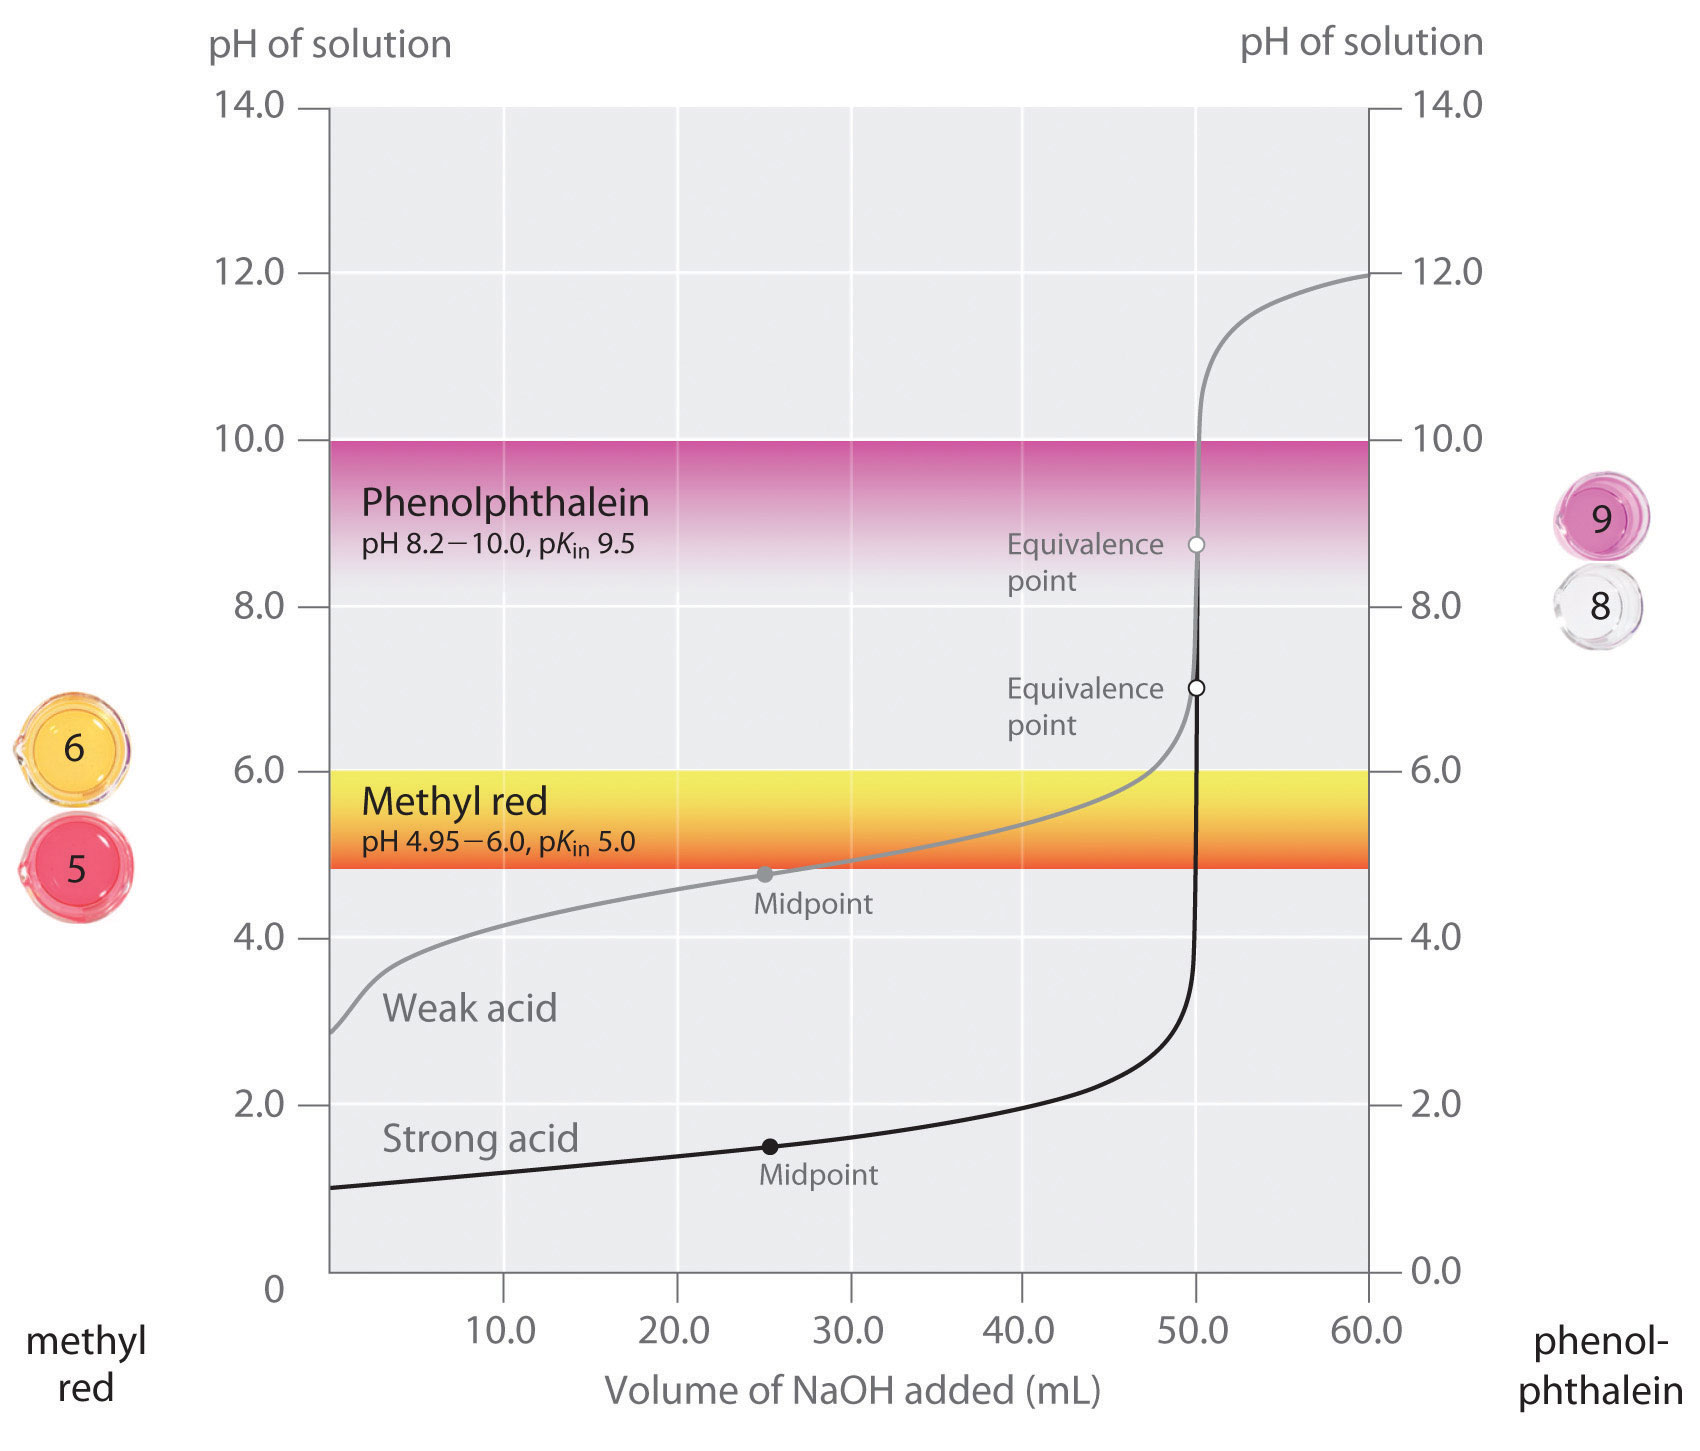 pH of solution
pH of solution
14.0
14.0
12.0
12.0
10.0
10.0
Phenolphthalein
pH 8.2–10.0, pKin 9.5
9
Equivalence
point
8.0
8.0
8
Equivalence
point
6
6.0
6.0
Methyl red
pH 4.95–6.0, pKin 5.0
5
Midpoint
4.0
4.0
Weak acid
2.0
2.0
Strong acid
Midpoint
0
0.0
10.0
20.0
30.0
40.0
50.0
60.0
Volume of NaOH added (mL)
methyl
red
phenol-
phthalein